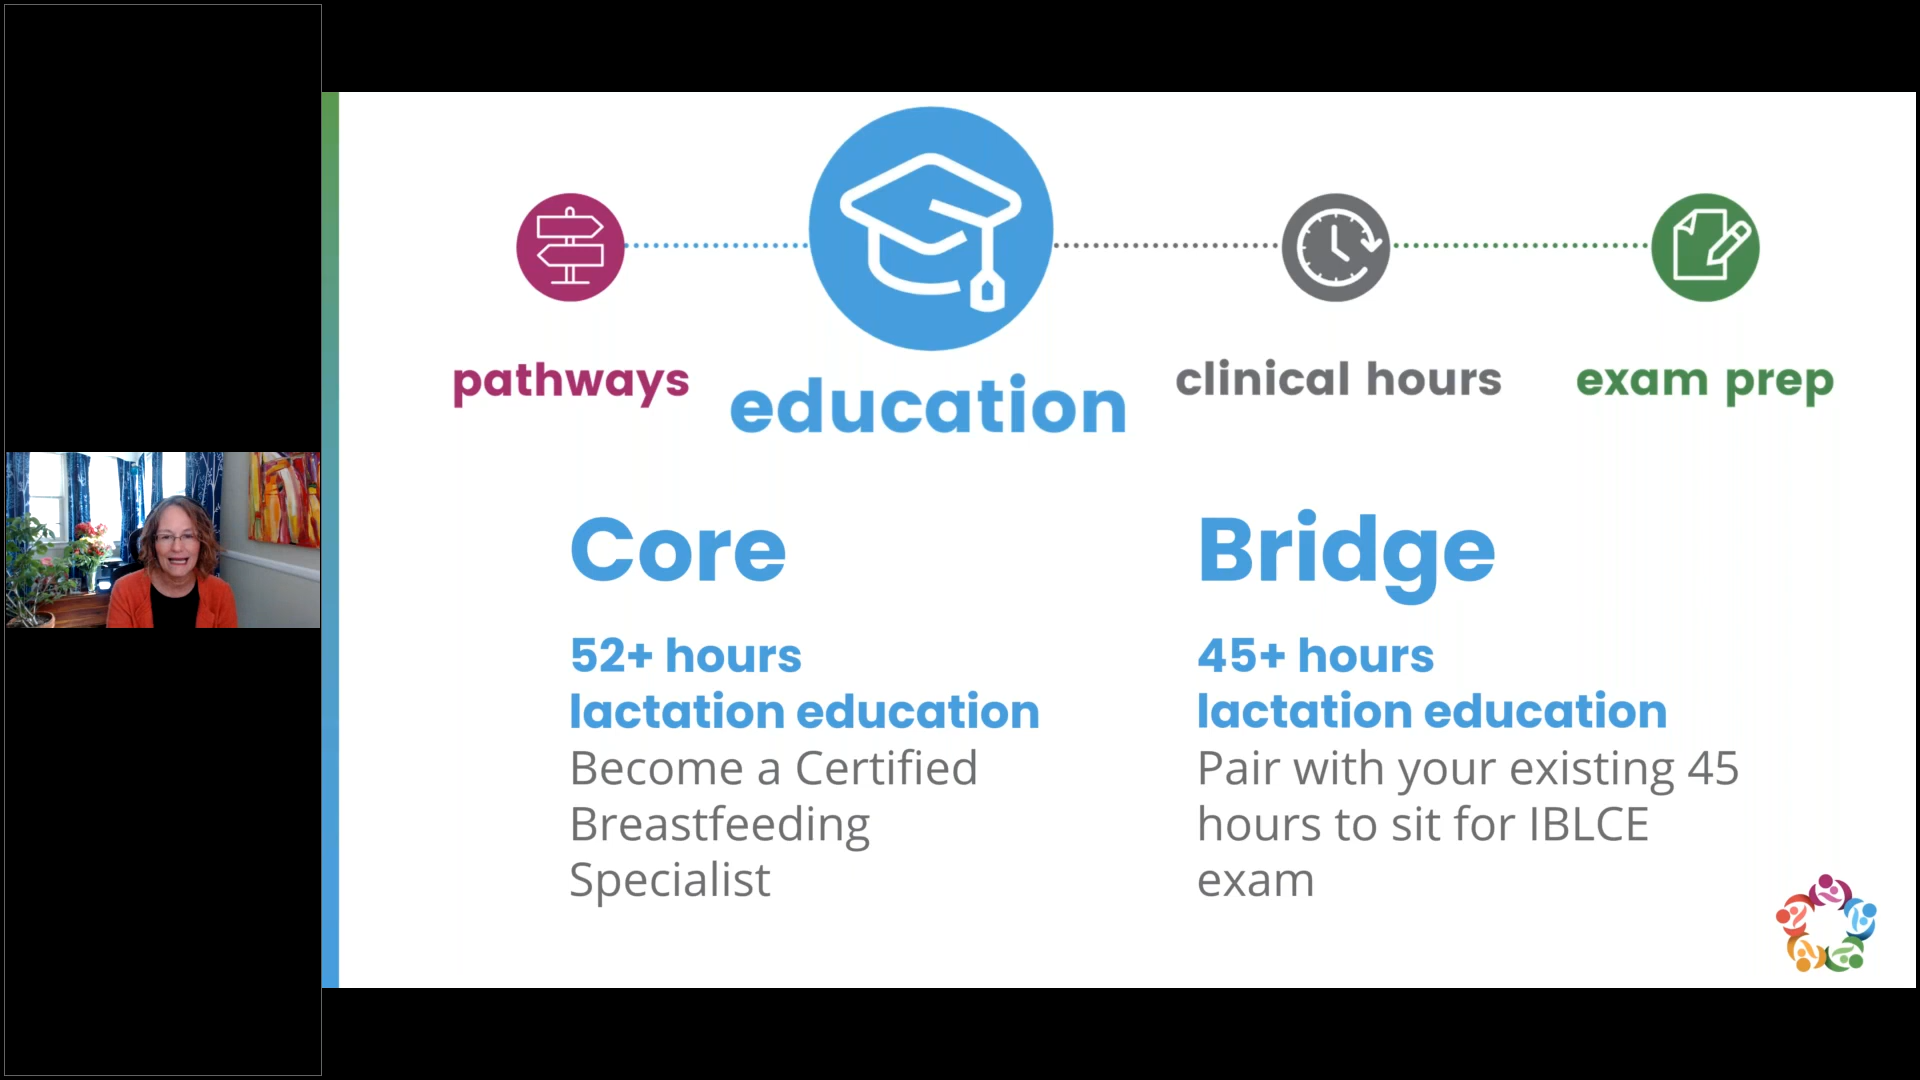 pathways
education
clinical hours
exam prep
Core
52+ hours
lactation education
Become a Certified
Breastfeeding
Specialist
Bridge
45+ hours
lactation education
Pair with your existing 45
hours to sit for IBLCE
exam